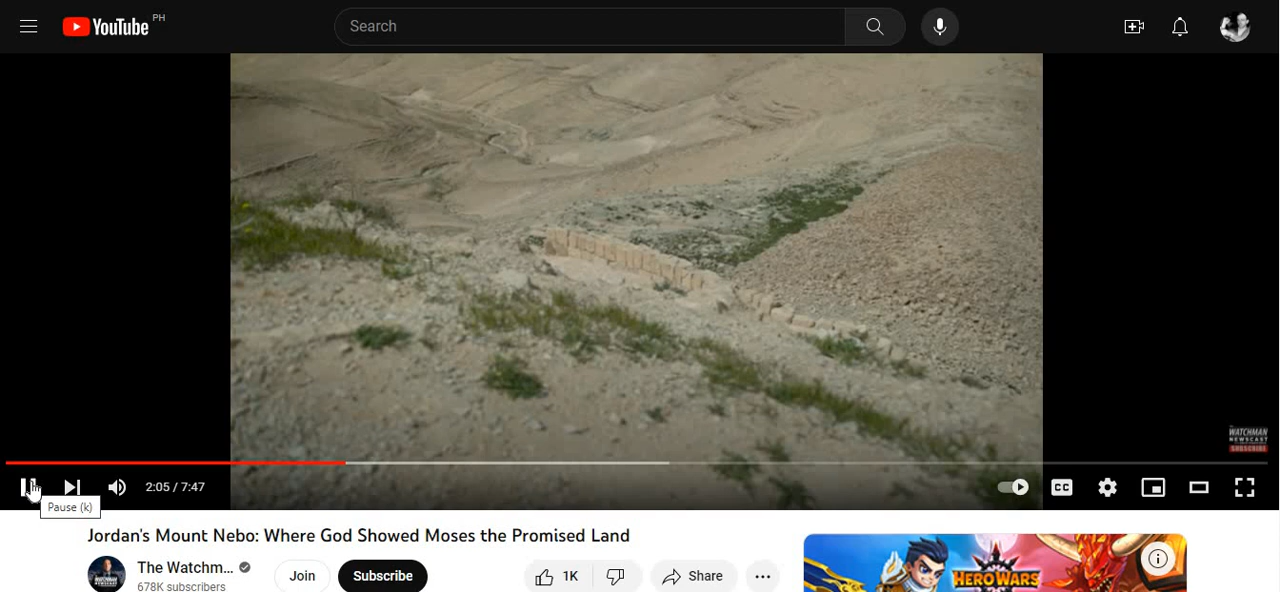 YouTube PH
Search
WATCHMAN
NEWSCAST
SUBSCRIBE
2:05 / 7:47
CC
Pause (k)
Jordan's Mount Nebo: Where God Showed Moses the Promised Land
The Watchm...
678K subscribers
Join
Subscribe
1K
Share
HERO WARS